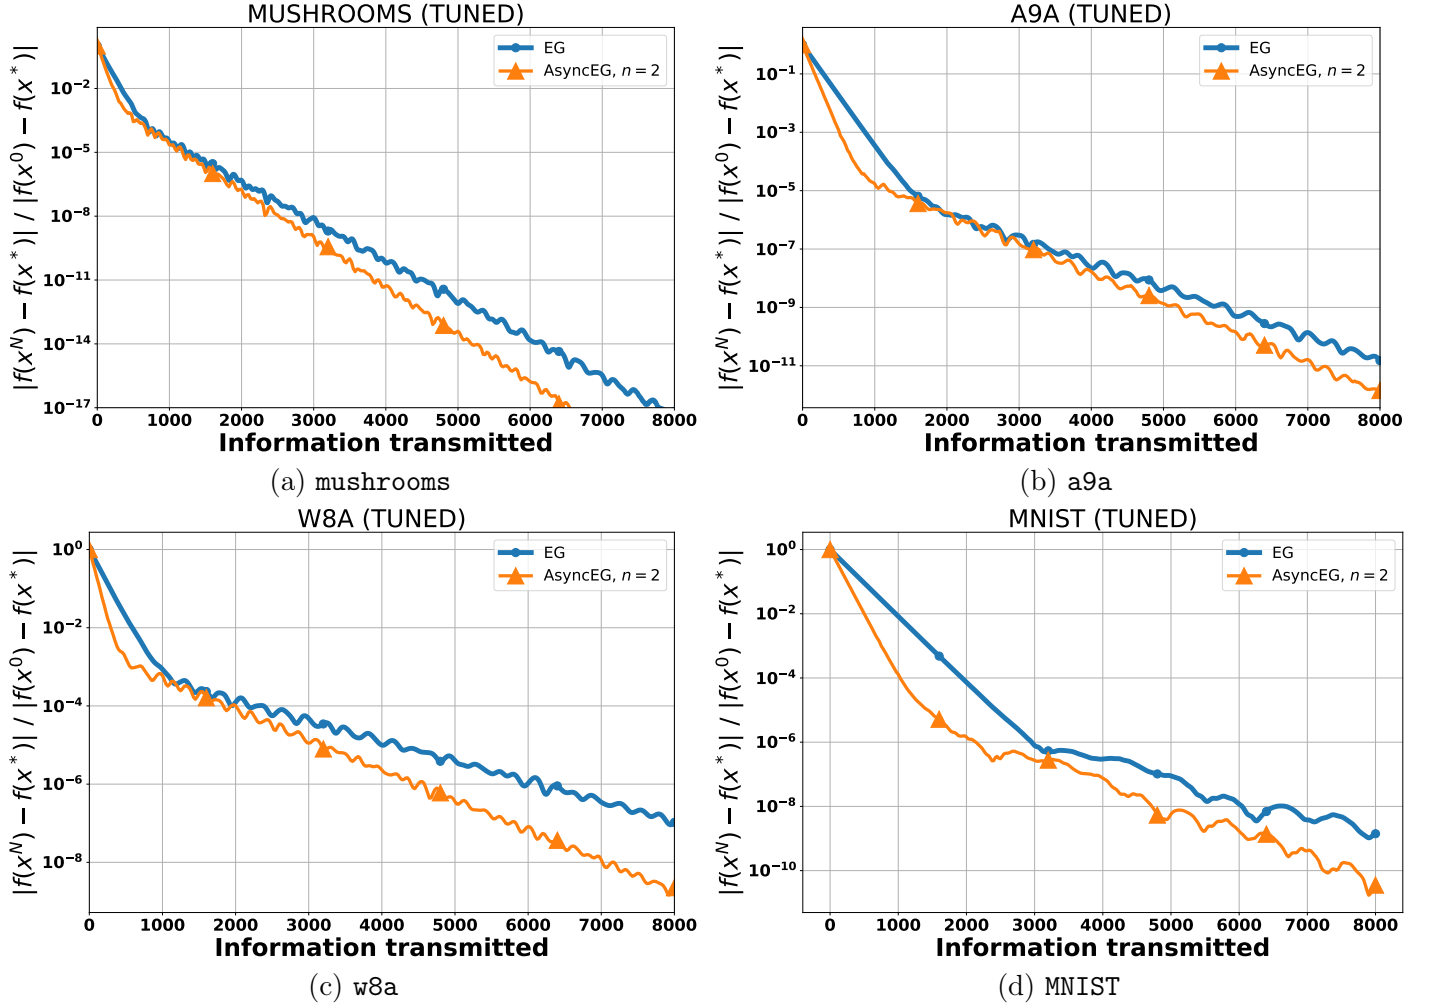 MUSHROOMS (TUNED)
|f(x^N) − f(x^*)| / |f(x^0) − f(x^*)|
10^−2
10^−5
10^−8
10^−11
10^−14
10^−17
EG
AsyncEG, n = 2
0 1000 2000 3000 4000 5000 6000 7000 8000
Information transmitted
(a) mushrooms
A9A (TUNED)
|f(x^N) − f(x^*)| / |f(x^0) − f(x^*)|
10^−1
10^−3
10^−5
10^−7
10^−9
10^−11
EG
AsyncEG, n = 2
0 1000 2000 3000 4000 5000 6000 7000 8000
Information transmitted
(b) a9a
W8A (TUNED)
|f(x^N) − f(x^*)| / |f(x^0) − f(x^*)|
10^0
10^−2
10^−4
10^−6
10^−8
EG
AsyncEG, n = 2
0 1000 2000 3000 4000 5000 6000 7000 8000
Information transmitted
(c) w8a
MNIST (TUNED)
|f(x^N) − f(x^*)| / |f(x^0) − f(x^*)|
10^0
10^−2
10^−4
10^−6
10^−8
10^−10
EG
AsyncEG, n = 2
0 1000 2000 3000 4000 5000 6000 7000 8000
Information transmitted
(d) MNIST